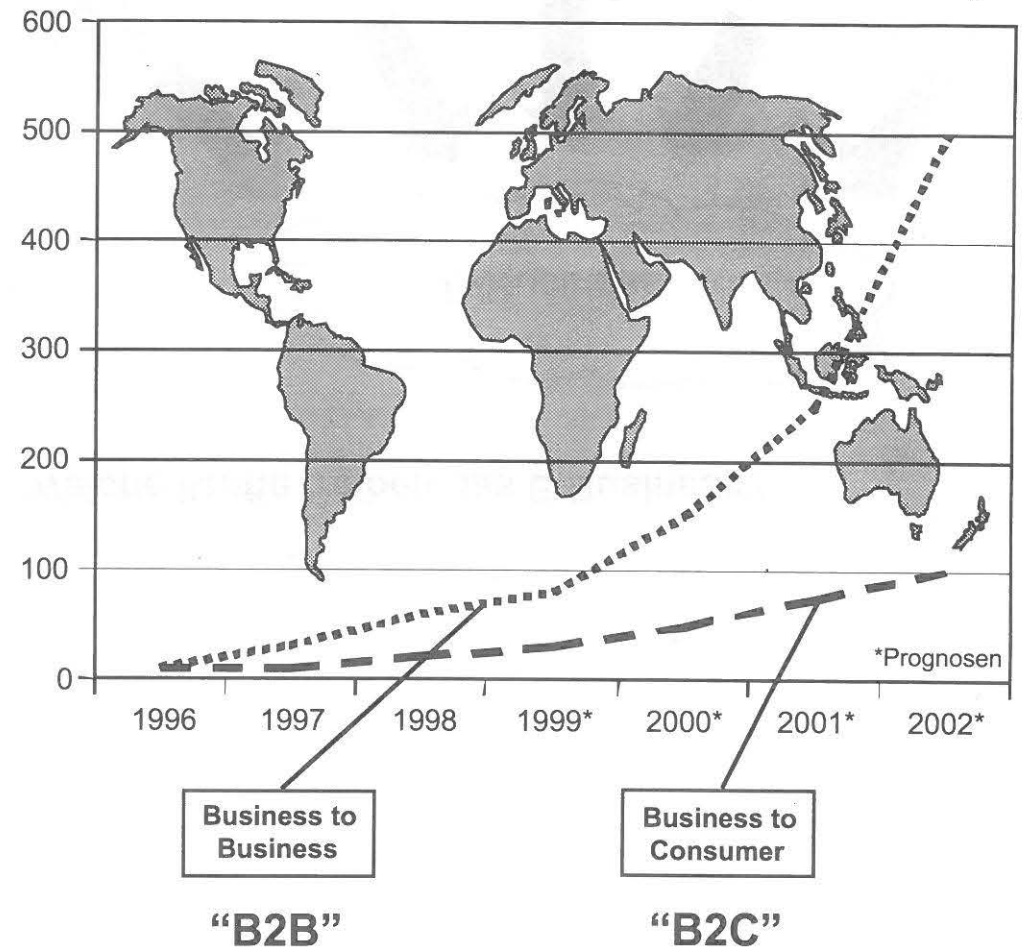 600
500
400
300
200
100
0
*Prognosen
1996 1997 1998 1999* 2000* 2001* 2002*
Business to
Business
Business to
Consumer
“B2B” “B2C”